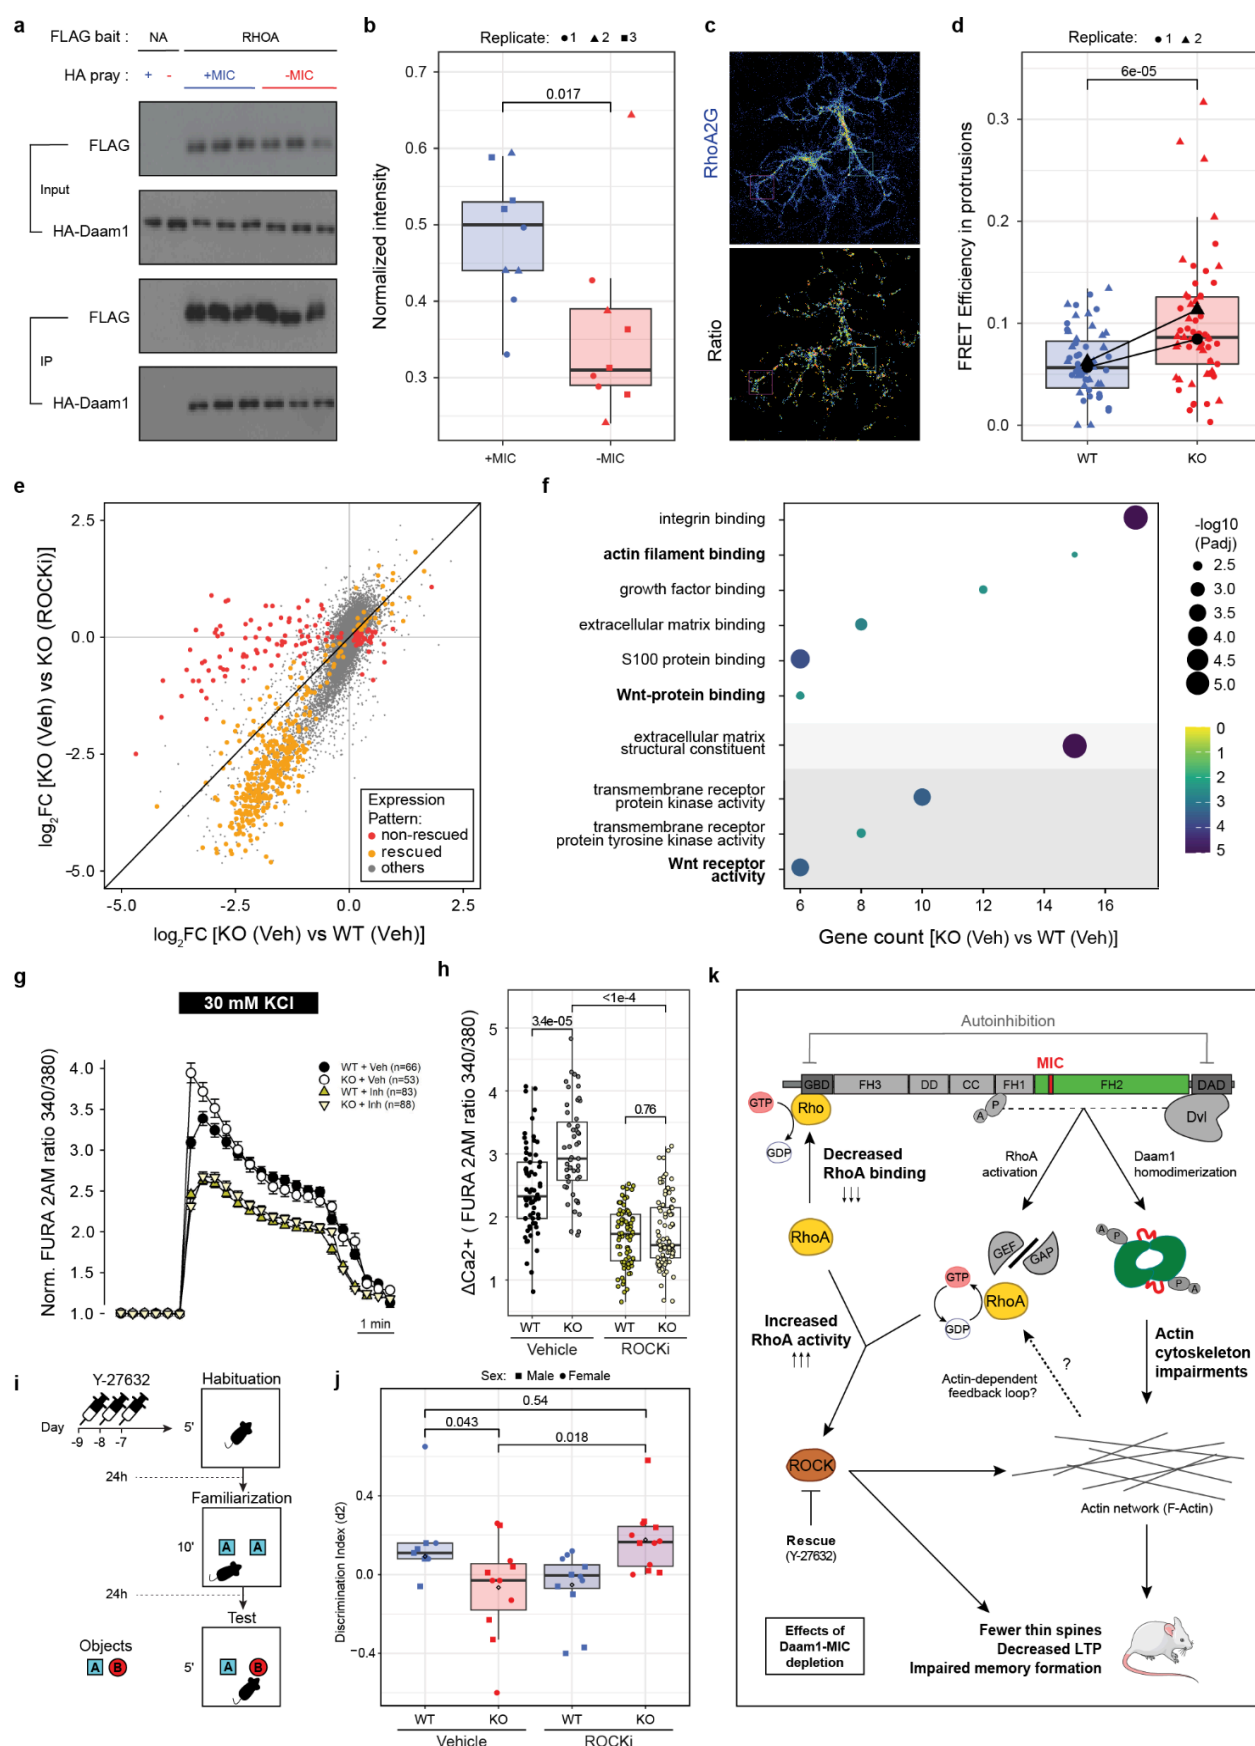 a
FLAG bait :
NA
RHOA
HA pray :
+
-
+MIC
-MIC
FLAG
Input
HA-Daam1
FLAG
IP
HA-Daam1
b
Replicate: 1 2 3
0.7
0.6
0.5
0.4
0.3
Normalized intensity
0.017
+MIC
-MIC
c
RhoA2G
Ratio
d
Replicate: 1 2
6e-05
0.3
0.2
0.1
0.0
FRET Efficiency in protrusions
WT
KO
e
log2FC [KO (Veh) vs KO (ROCKi)]
2.5
0.0
-2.5
-5.0
Expression
Pattern:
non-rescued
rescued
others
-5.0
-2.5
0.0
2.5
log2FC [KO (Veh) vs WT (Veh)]
f
integrin binding
actin filament binding
growth factor binding
extracellular matrix binding
S100 protein binding
Wnt-protein binding
extracellular matrix
structural constituent
transmembrane receptor
protein kinase activity
transmembrane receptor
protein tyrosine kinase activity
Wnt receptor
activity
6
8
10
12
14
16
Gene count [KO (Veh) vs WT (Veh)]
-log10
(Padj)
2.5
3.0
3.5
4.0
4.5
5.0
0
1
2
3
4
5
g
30 mM KCl
Norm. FURA 2AM ratio 340/380)
4.0
3.5
3.0
2.5
2.0
1.5
1.0
WT + Veh (n=66)
KO + Veh (n=53)
WT + Inh (n=83)
KO + Inh (n=88)
1 min
h
ΔCa2+ ( FURA 2AM ratio 340/380)
5
4
3
2
1
<1e-4
3.4e-05
0.76
WT
KO
WT
KO
Vehicle
ROCKi
i
Y-27632
Day
-9
-8
-7
Habituation
5'
24h
Familiarization
10'
A
A
24h
Test
Objects
A
B
5'
A
B
j
Sex: Male Female
0.54
0.043
0.018
Discrimination Index (d2)
0.4
0.0
−0.4
WT
KO
WT
KO
Vehicle
ROCKi
k
Autoinhibition
MIC
GBD
FH3
DD
CC
FH1
FH2
DAD
GTP
Rho
GDP
A
P
Dvl
Decreased
RhoA binding
↓↓↓
RhoA
activation
Daam1
homodimerization
RhoA
GEF
GAP
A
P
P
A
GTP
RhoA
GDP
Increased
RhoA activity
↑↑↑
Actin
cytoskeleton
impairments
?
Actin-dependent
feedback loop?
ROCK
Actin network (F-Actin)
Rescue
(Y-27632)
Effects of
Daam1-MIC
depletion
Fewer thin spines
Decreased LTP
Impaired memory formation